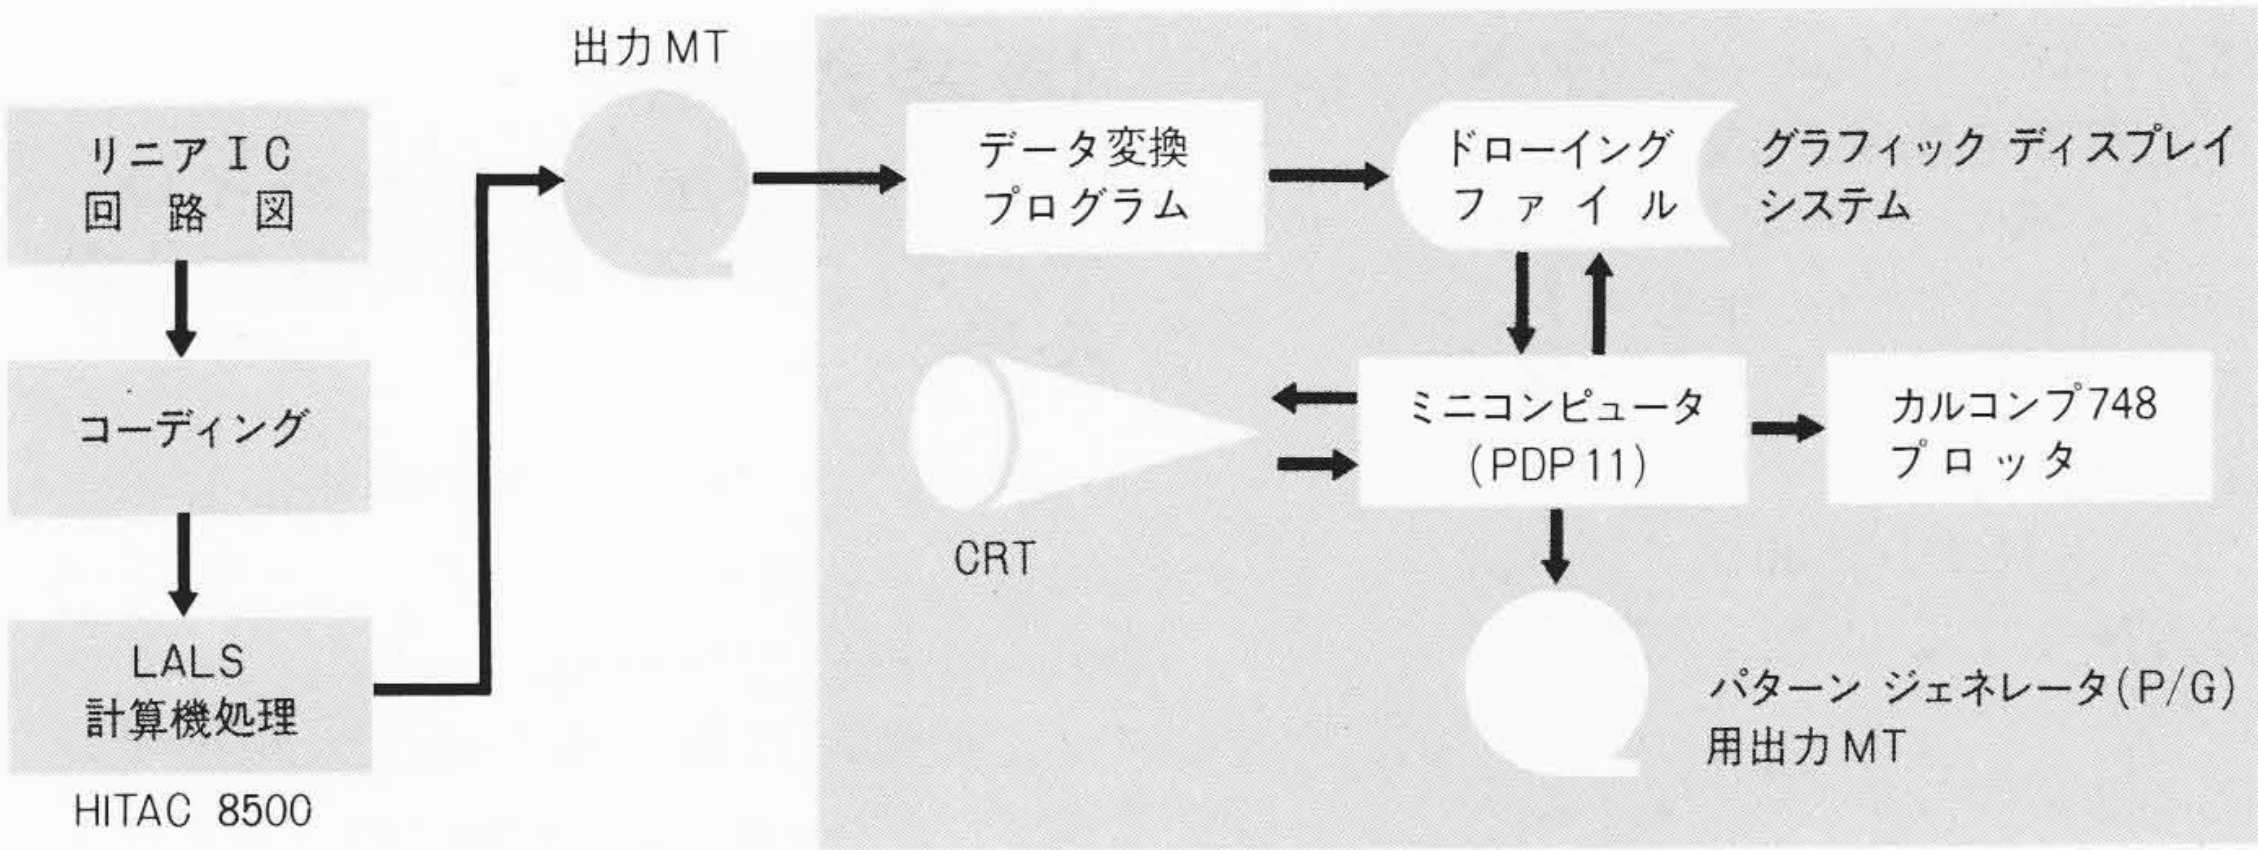 出力MT
リニアIC
回路図
コーディング
LALS
計算機処理
HITAC 8500
データ変換
プログラム
ドローイング
ファイル
グラフィック ディスプレイ
システム
CRT
ミニコンピュータ
(PDP11)
カルコンプ748
プロッタ
パターン ジェネレータ(P/G)
用出力MT